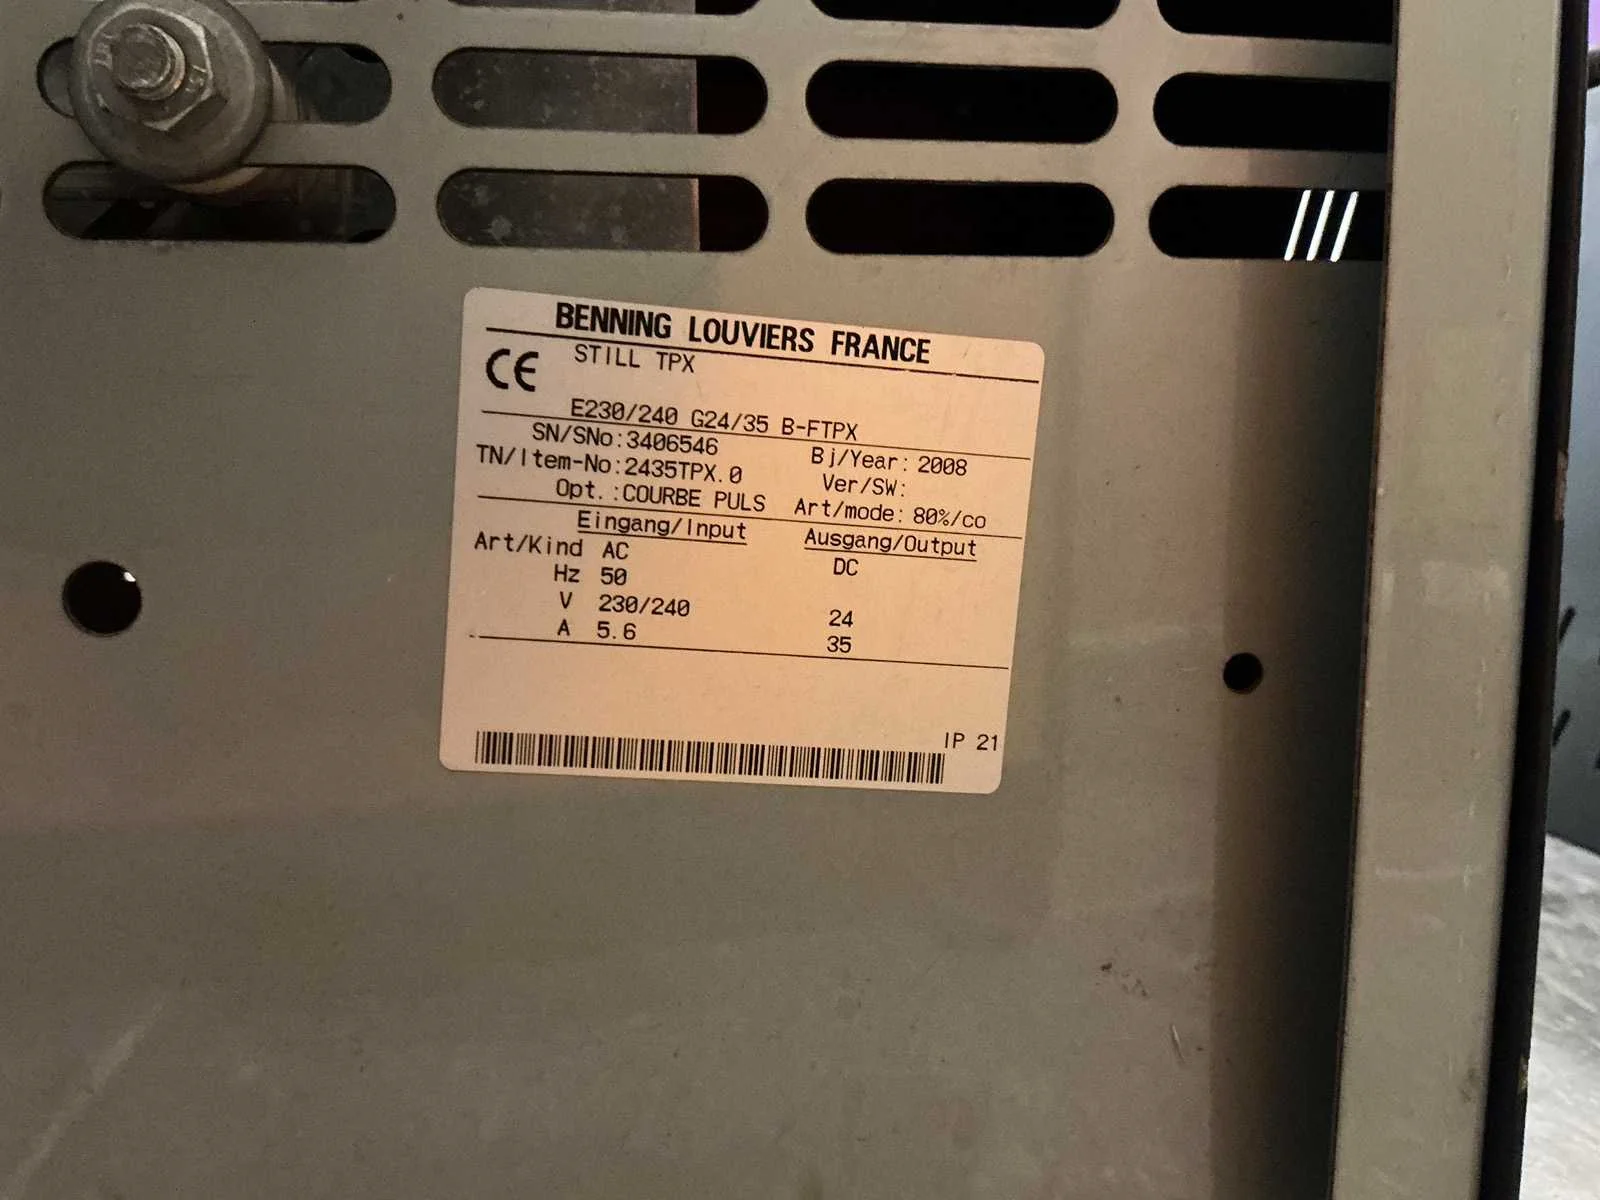 BENNING LOUVIERS FRANCE
CE STILL TPX
E230/240 G24/35 B-FTPX
SN/SNo:3406546 Bj/Year: 2008
TN/Item-No:2435TPX.0 Ver/SW:
Opt. :COURBE PULS Art/mode: 80%/co
Eingang/Input Ausgang/Output
Art/Kind AC DC
Hz 50
V 230/240 24
A 5.6 35
IP 21